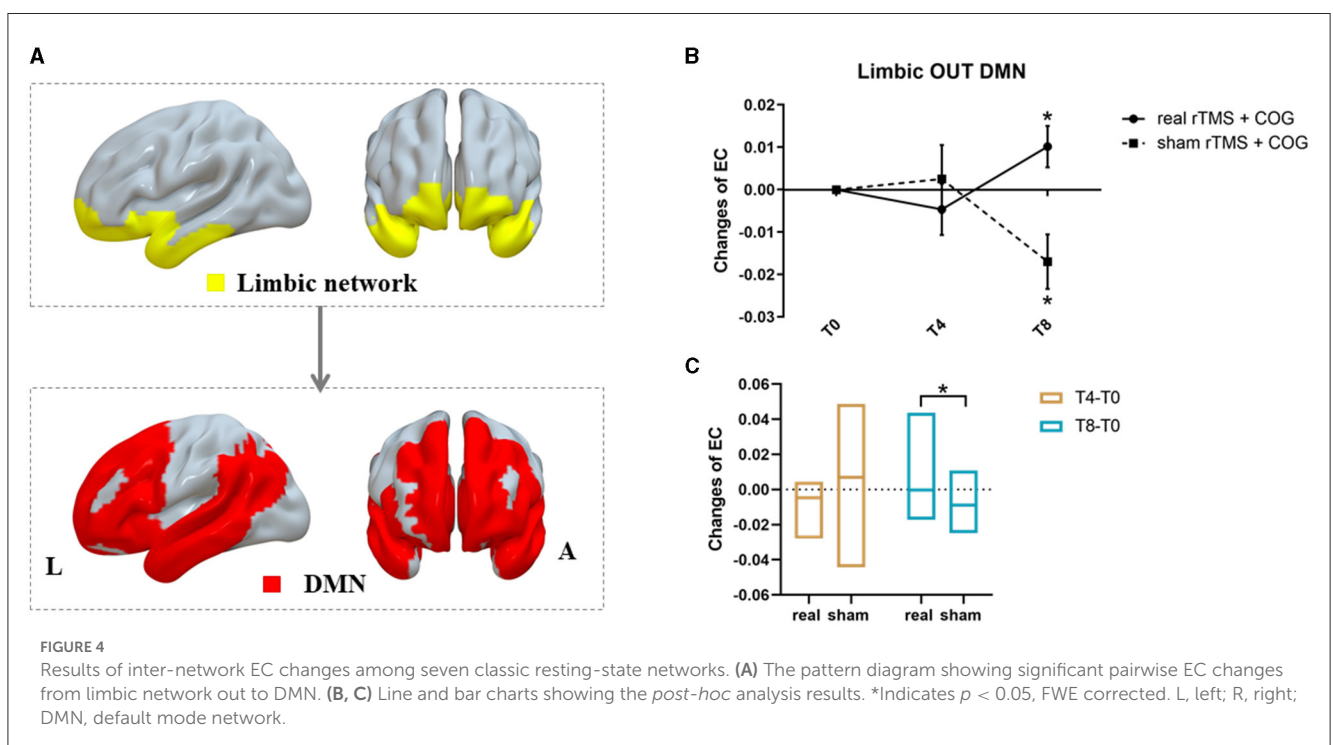 A
Limbic network
L
A
DMN
B
Limbic OUT DMN
Changes of EC
0.02
0.01
0.00
-0.01
-0.02
-0.03
T0
T4
T8
*
*
real rTMS + COG
sham rTMS + COG
C
Changes of EC
0.06
0.04
0.02
0.00
-0.02
-0.04
-0.06
*
real sham
real sham
T4-T0
T8-T0
FIGURE 4
Results of inter-network EC changes among seven classic resting-state networks. (A) The pattern diagram showing significant pairwise EC changes
from limbic network out to DMN. (B, C) Line and bar charts showing the post-hoc analysis results. *Indicates p < 0.05, FWE corrected. L, left; R, right;
DMN, default mode network.